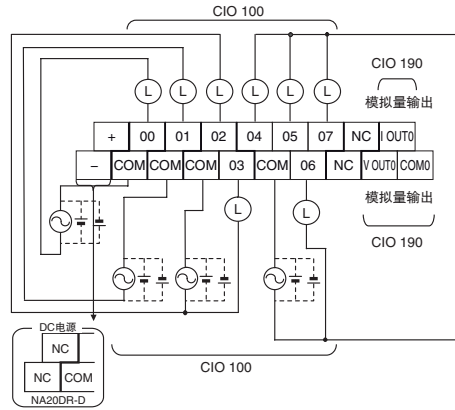 CIO 100
CIO 190
模拟量输出
L L L L L L
+ 00 01 02 04 05 07 NC I OUT0
− COM COM COM 03 COM 06 NC V OUT0 COM0
L L
模拟量输出
CIO 190
DC电源
NC
NC COM
NA20DR-D
CIO 100